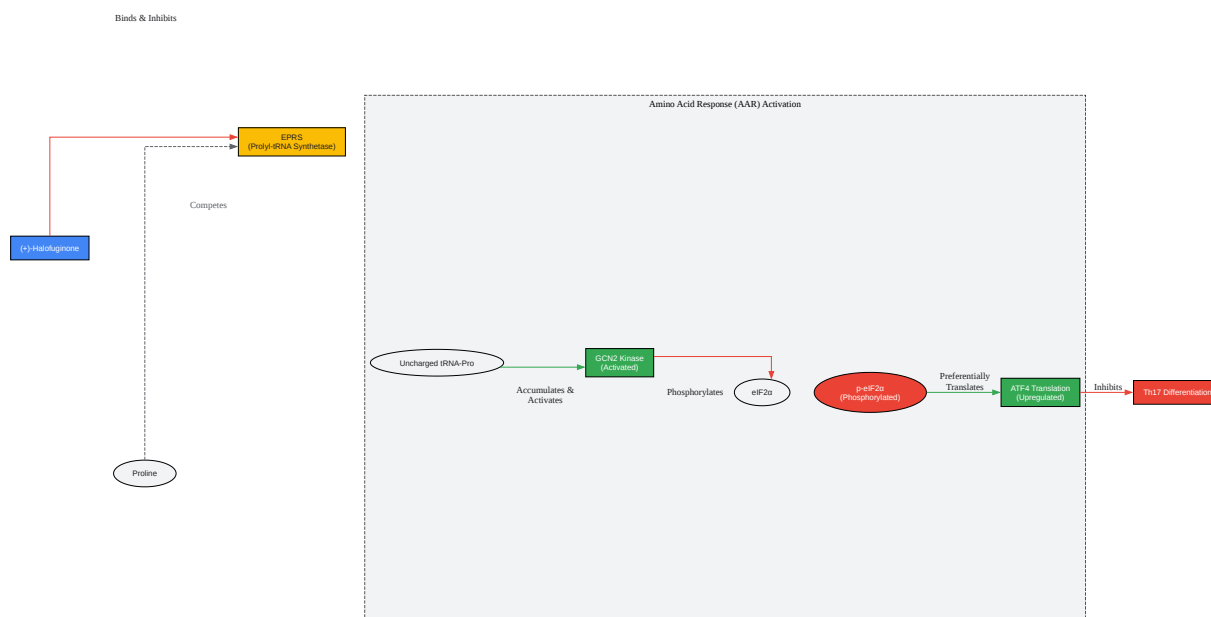 Binds & Inhibits
Amino Acid Response (AAR) Activation
EPRS
(Prolyl-tRNA Synthetase)
Competes
(+)-Halofuginone
Uncharged tRNA-Pro
GCN2 Kinase
(Activated)
Accumulates &
Activates
Phosphorylates
eIF2α
p-eIF2α
(Phosphorylated)
Preferentially
Translates
ATF4 Translation
(Upregulated)
Inhibits
Th17 Differentiation
Proline